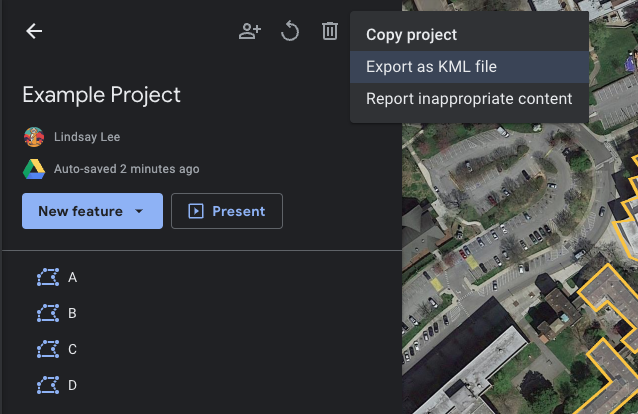 Copy project
Export as KML file
Report inappropriate content
Example Project
Lindsay Lee
Auto-saved 2 minutes ago
New feature
Present
A
B
C
D